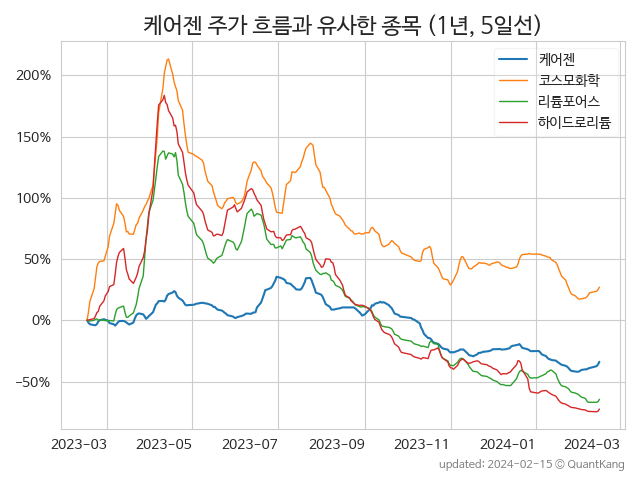 케어젠 주가 흐름과 유사한 종목 (1년, 5일선)
케어젠
코스모화학
리튬포어스
하이드로리튬
200%
150%
100%
50%
0%
−50%
2023-03 2023-05 2023-07 2023-09 2023-11 2024-01 2024-03
updated: 2024-02-15 © QuantKang